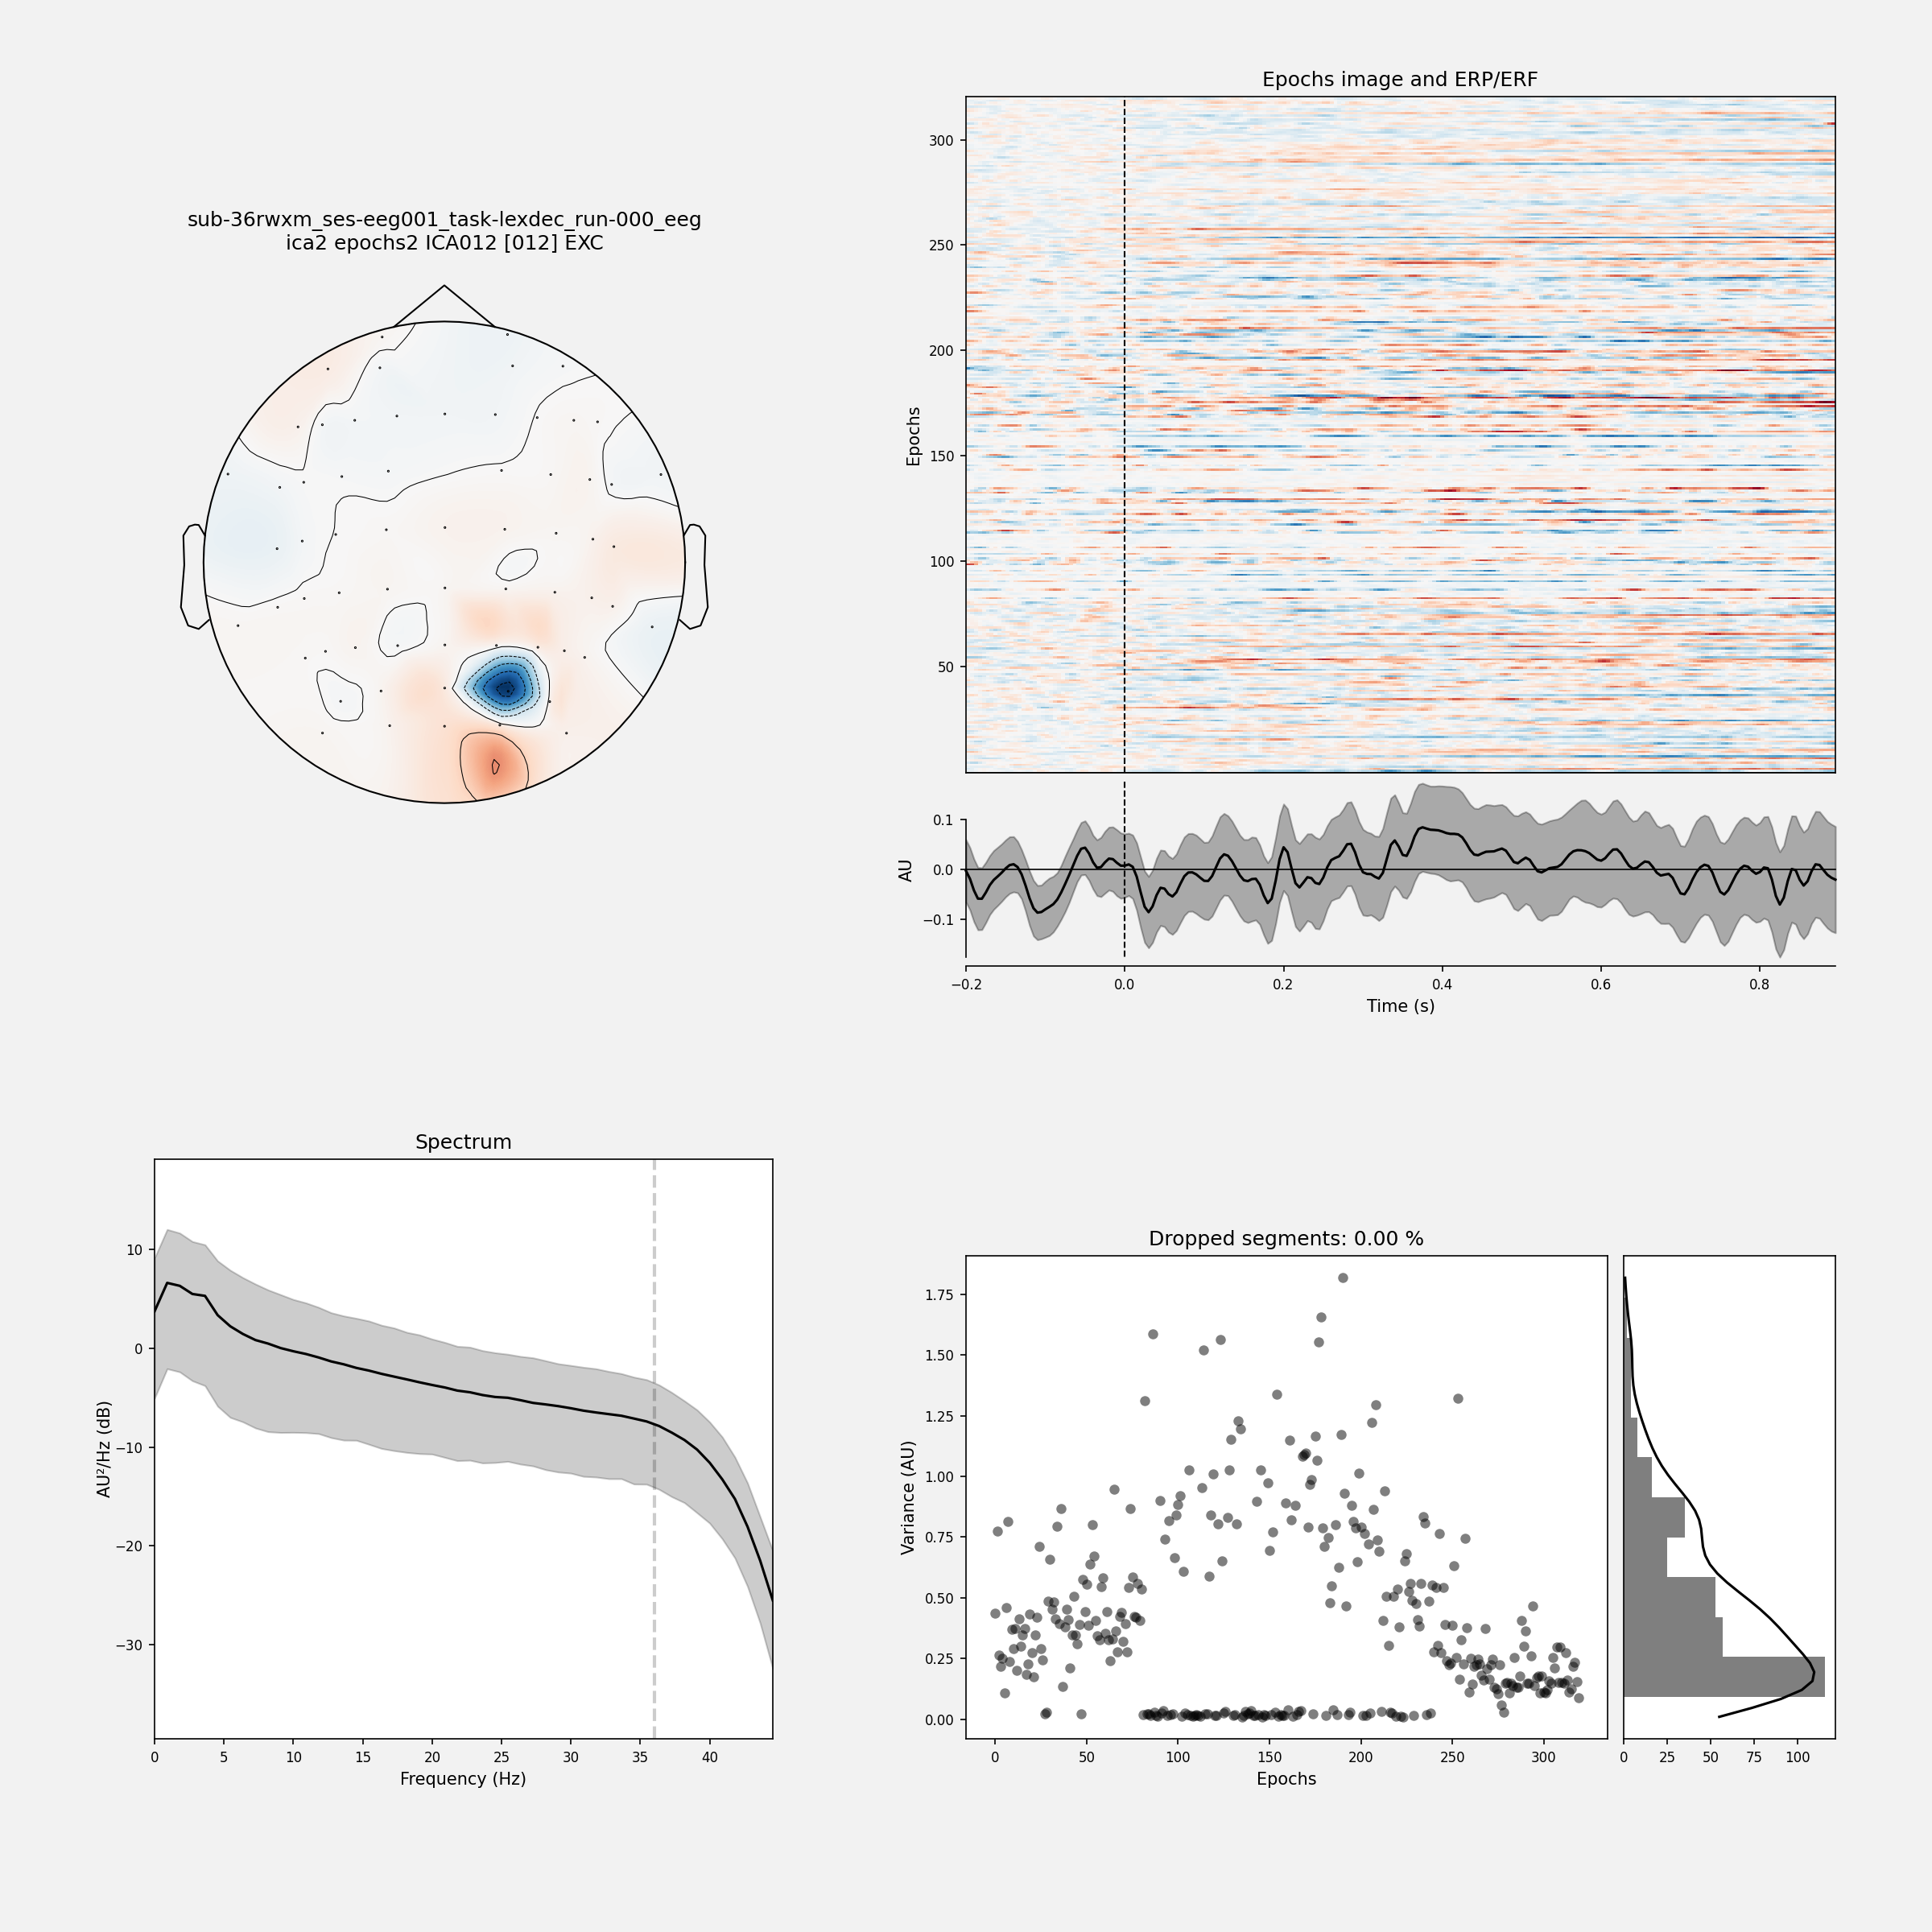 sub-36rwxm_ses-eeg001_task-lexdec_run-000_eeg
ica2 epochs2 ICA012 [012] EXC
Epochs image and ERP/ERF
300
250
200
150
100
50
Epochs
0.1
0.0
−0.1
AU
−0.2 0.0 0.2 0.4 0.6 0.8
Time (s)
Spectrum
10
0
−10
−20
−30
AU²/Hz (dB)
0 5 10 15 20 25 30 35 40
Frequency (Hz)
Dropped segments: 0.00 %
1.75
1.50
1.25
1.00
0.75
0.50
0.25
0.00
Variance (AU)
0 50 100 150 200 250 300
Epochs
0 25 50 75 100